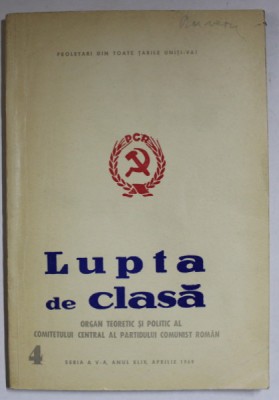 PROLETARI DIN TOATE ȚĂRILE UNIȚI-VĂ!
PCR
Lupta
de clasă
ORGAN TEORETIC ȘI POLITIC AL
COMITETULUI CENTRAL AL PARTIDULUI COMUNIST ROMÂN
4
SERIA A V-A, ANUL XLIX, APRILIE 1969